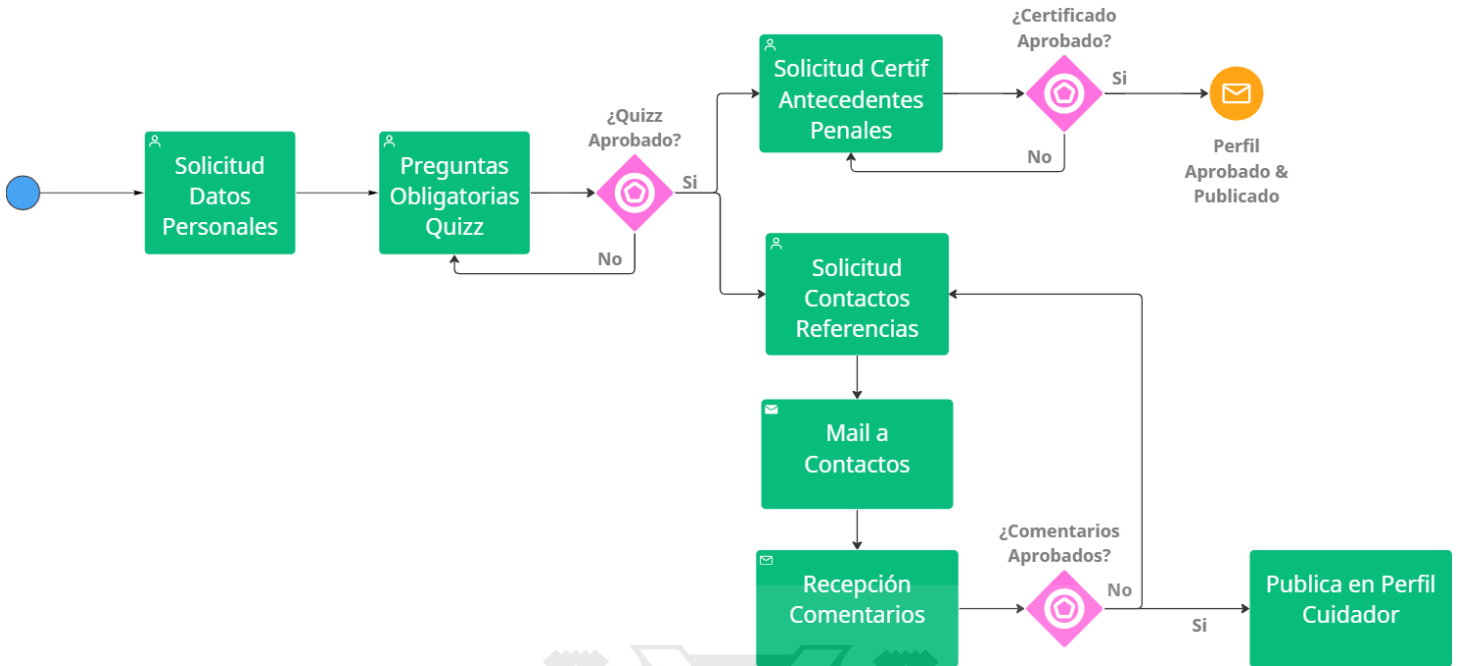 ¿Certificado
Aprobado?
Solicitud Certif
Antecedentes
Penales
Si
No
Perfil
Aprobado &
Publicado
¿Quizz
Aprobado?
Solicitud
Datos
Personales
Preguntas
Obligatorias
Quizz
Si
No
Solicitud
Contactos
Referencias
Mail a
Contactos
¿Comentarios
Aprobados?
Recepción
Comentarios
No
Si
Publica en Perfil
Cuidador